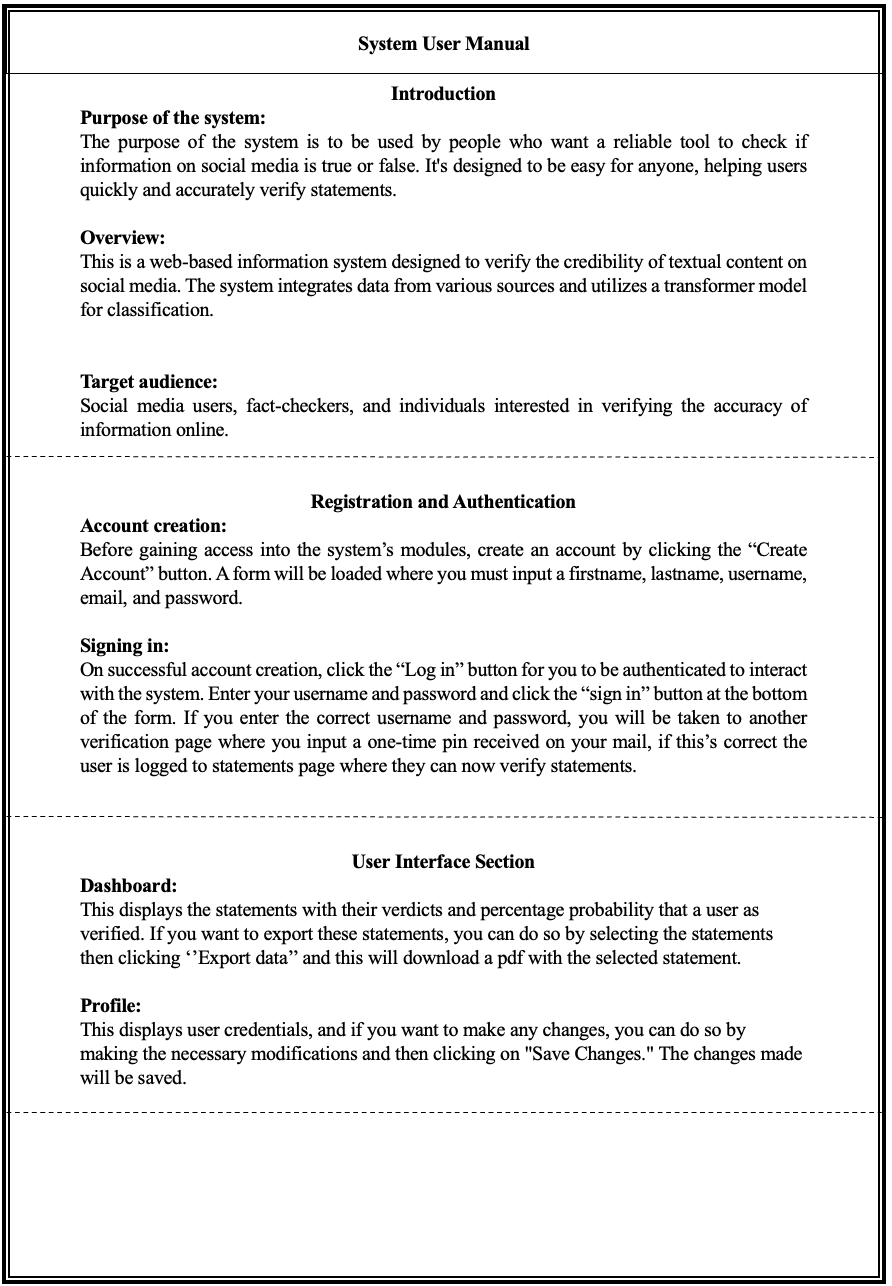 System User Manual
Introduction
Purpose of the system:
The purpose of the system is to be used by people who want a reliable tool to check if
information on social media is true or false. It's designed to be easy for anyone, helping users
quickly and accurately verify statements.
Overview:
This is a web-based information system designed to verify the credibility of textual content on
social media. The system integrates data from various sources and utilizes a transformer model
for classification.
Target audience:
Social media users, fact-checkers, and individuals interested in verifying the accuracy of
information online.
Registration and Authentication
Account creation:
Before gaining access into the system’s modules, create an account by clicking the “Create
Account” button. A form will be loaded where you must input a firstname, lastname, username,
email, and password.
Signing in:
On successful account creation, click the “Log in” button for you to be authenticated to interact
with the system. Enter your username and password and click the “sign in” button at the bottom
of the form. If you enter the correct username and password, you will be taken to another
verification page where you input a one-time pin received on your mail, if this’s correct the
user is logged to statements page where they can now verify statements.
User Interface Section
Dashboard:
This displays the statements with their verdicts and percentage probability that a user as
verified. If you want to export these statements, you can do so by selecting the statements
then clicking ‘’Export data” and this will download a pdf with the selected statement.
Profile:
This displays user credentials, and if you want to make any changes, you can do so by
making the necessary modifications and then clicking on "Save Changes." The changes made
will be saved.